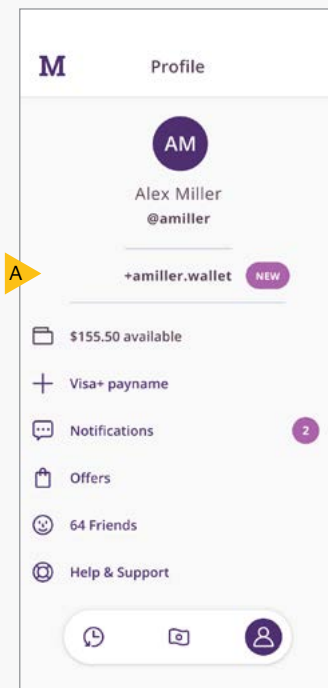 M Profile
AM
Alex Miller
@amiller
A
+amiller.wallet NEW
$155.50 available
Visa+ payname
Notifications 2
Offers
64 Friends
Help & Support